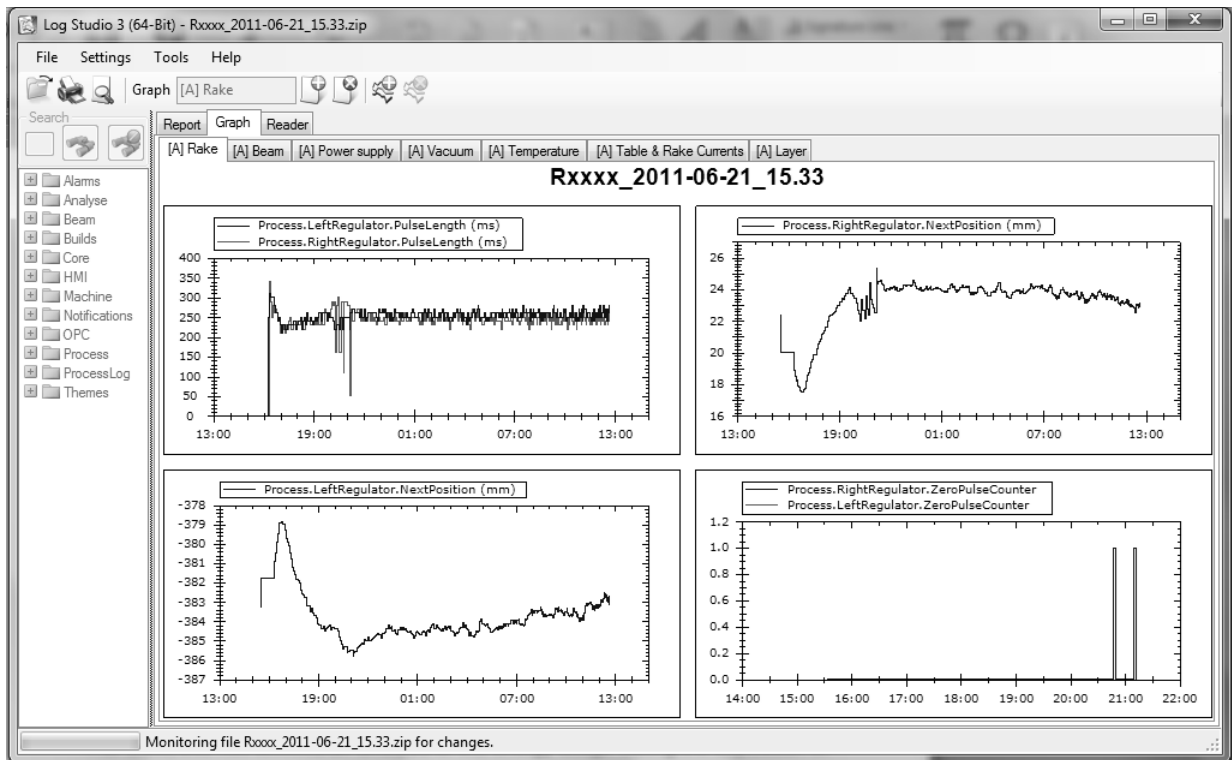 Log Studio 3 (64-Bit) - Rxxxx_2011-06-21_15.33.zip
File Settings Tools Help
Graph [A] Rake
Search
Report Graph Reader
[A] Rake [A] Beam [A] Power supply [A] Vacuum [A] Temperature [A] Table & Rake Currents [A] Layer
Alarms
Analyse
Beam
Builds
Core
HMI
Machine
Notifications
OPC
Process
ProcessLog
Themes
Rxxxx_2011-06-21_15.33
Process.LeftRegulator.PulseLength (ms)
Process.RightRegulator.PulseLength (ms)
400
350
300
250
200
150
100
50
0
13:00 19:00 01:00 07:00 13:00
Process.RightRegulator.NextPosition (mm)
26
24
22
20
18
16
13:00 19:00 01:00 07:00 13:00
Process.LeftRegulator.NextPosition (mm)
-378
-379
-380
-381
-382
-383
-384
-385
-386
-387
13:00 19:00 01:00 07:00 13:00
Process.RightRegulator.ZeroPulseCounter
Process.LeftRegulator.ZeroPulseCounter
1.2
1.0
0.8
0.6
0.4
0.2
0.0
14:00 15:00 16:00 17:00 18:00 19:00 20:00 21:00 22:00
Monitoring file Rxxxx_2011-06-21_15.33.zip for changes.